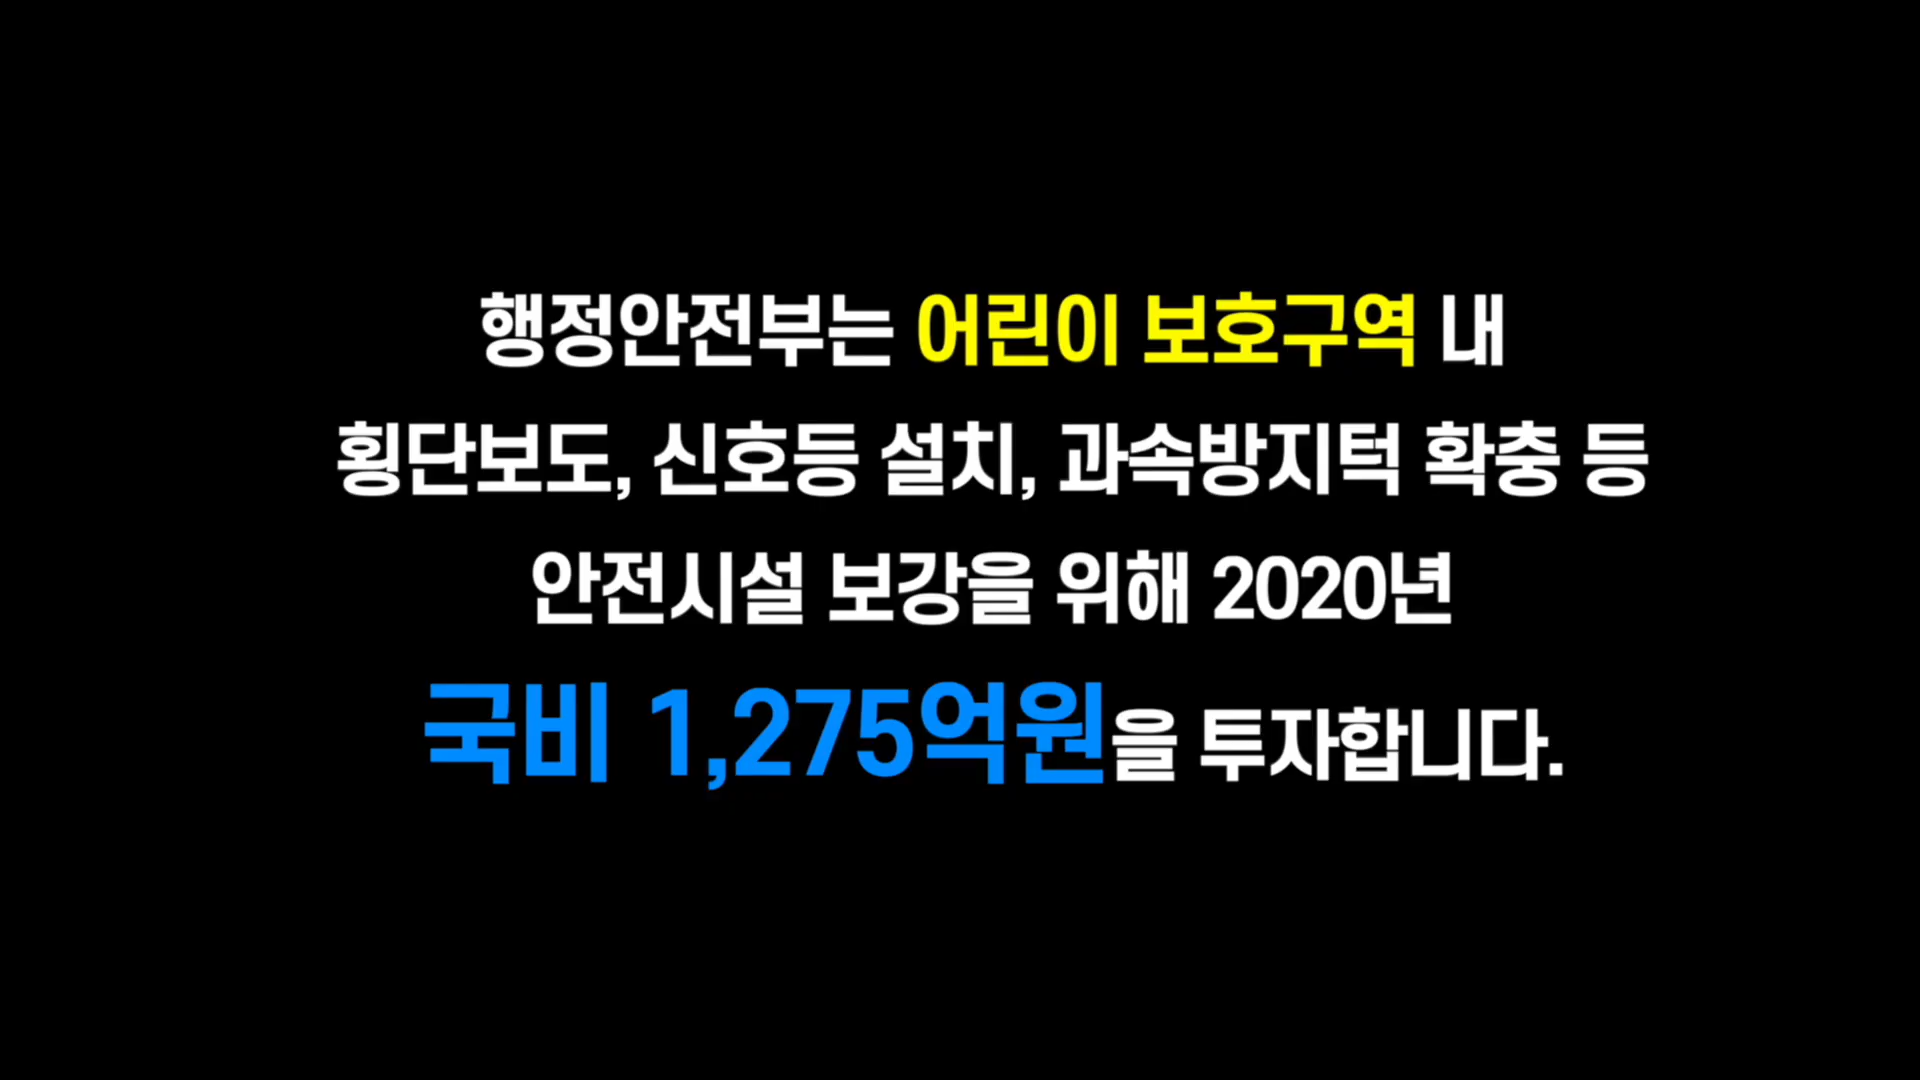 행정안전부는 어린이 보호구역 내
횡단보도, 신호등 설치, 과속방지턱 확충 등
안전시설 보강을 위해 2020년
국비 1,275억원을 투자합니다.